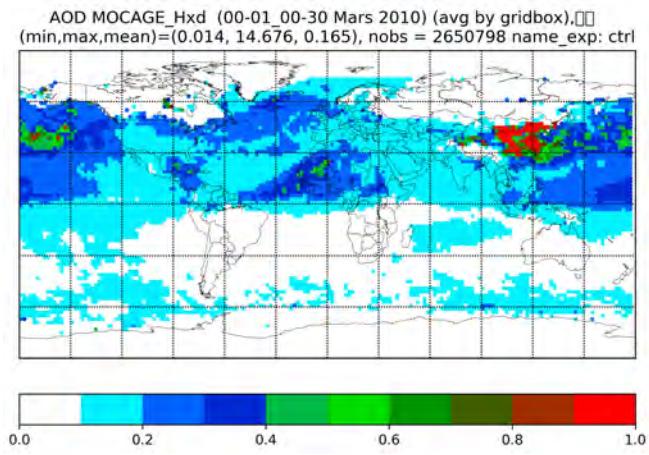 AOD MOCAGE_Hxd (00-01_00-30 Mars 2010) (avg by gridbox),▯▯
(min,max,mean)=(0.014, 14.676, 0.165), nobs = 2650798 name_exp: ctrl
0.0 0.2 0.4 0.6 0.8 1.0